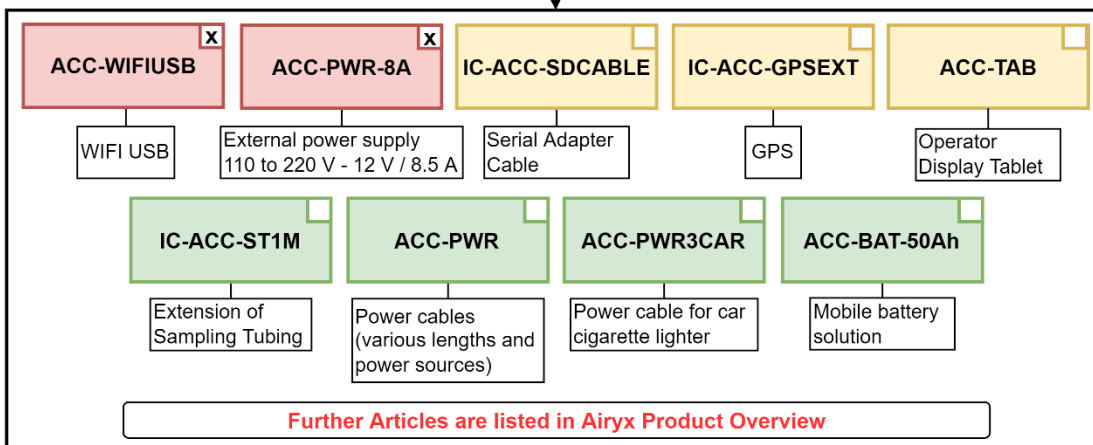 x
x
ACC-WIFIUSB
ACC-PWR-8A
IC-ACC-SDCABLE
IC-ACC-GPSEXT
ACC-TAB
WIFI USB
External power supply
110 to 220 V - 12 V / 8.5 A
Serial Adapter
Cable
GPS
Operator
Display Tablet
IC-ACC-ST1M
ACC-PWR
ACC-PWR3CAR
ACC-BAT-50Ah
Extension of
Sampling Tubing
Power cables
(various lengths and
power sources)
Power cable for car
cigarette lighter
Mobile battery
solution
Further Articles are listed in Airyx Product Overview